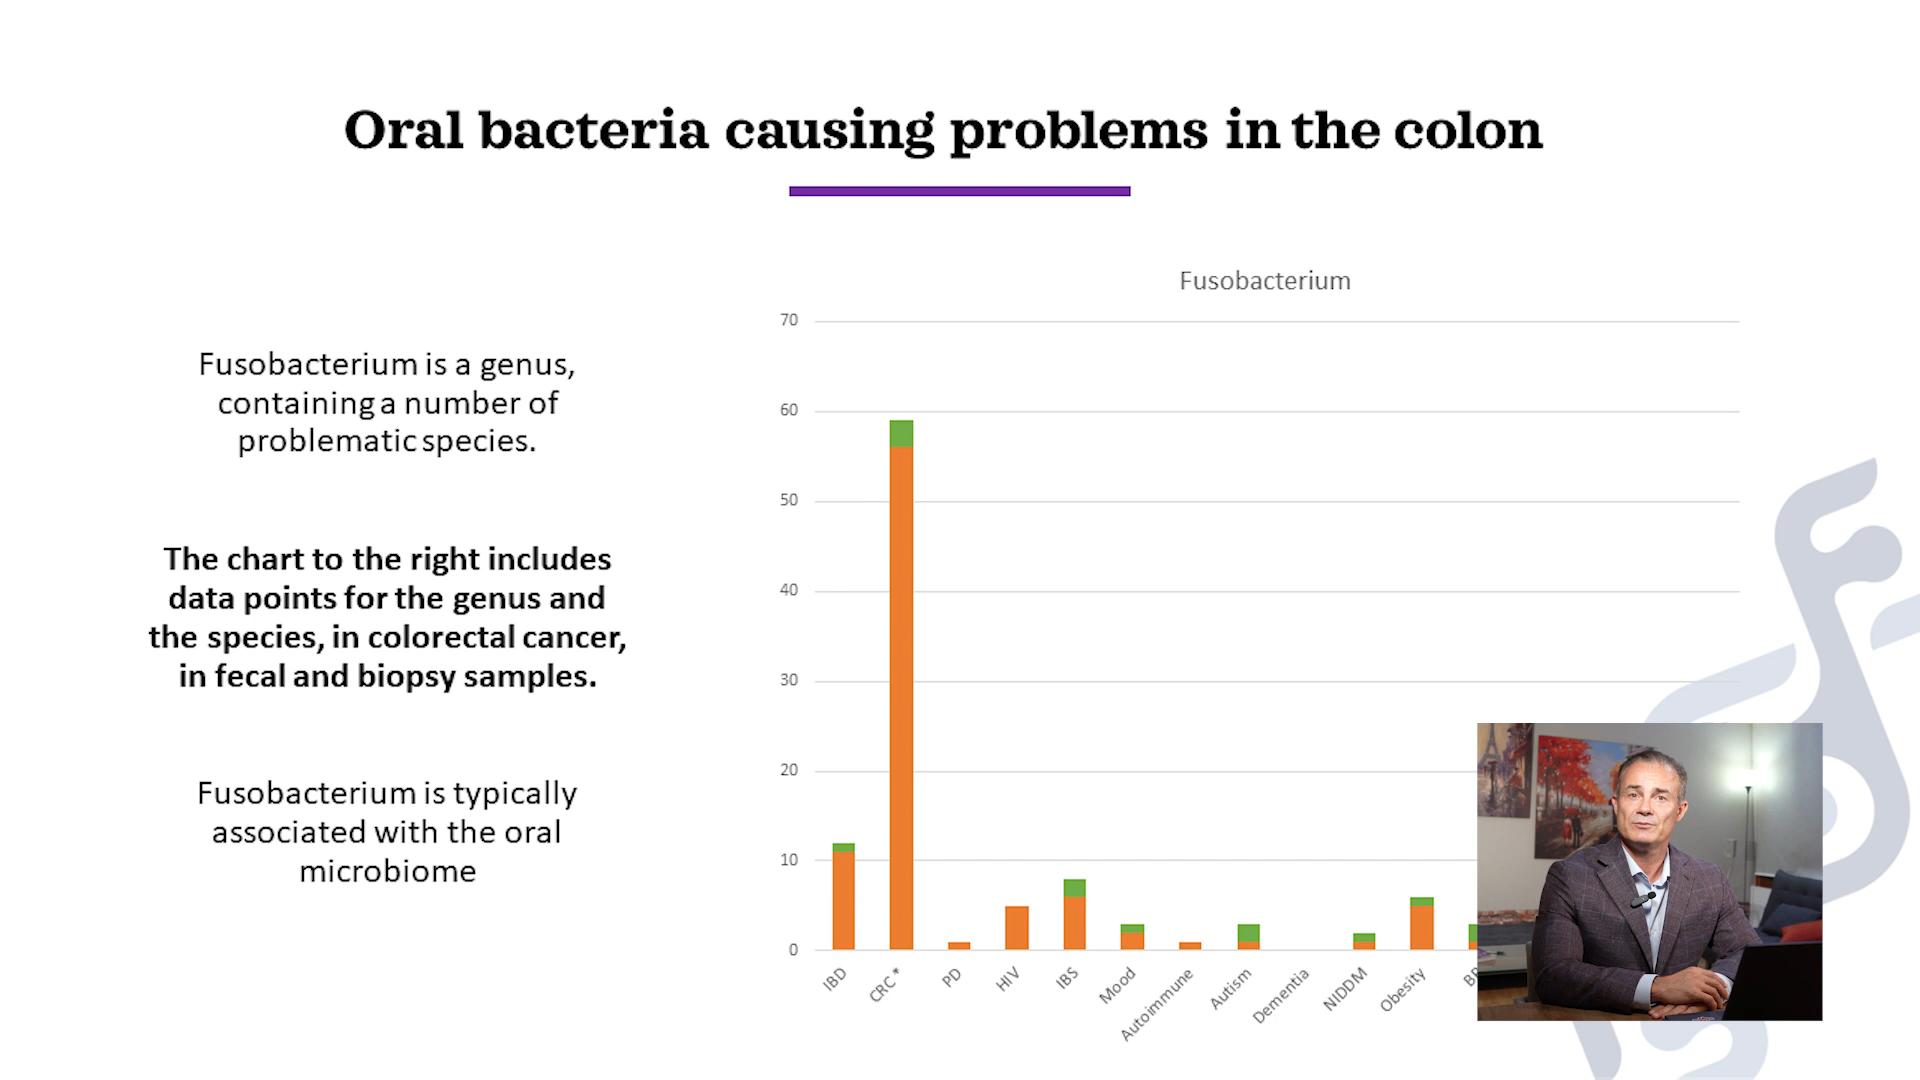 Oral bacteria causing problems in the colon
Fusobacterium is a genus,
containing a number of
problematic species.
The chart to the right includes
data points for the genus and
the species, in colorectal cancer,
in fecal and biopsy samples.
Fusobacterium is typically
associated with the oral
microbiome
Fusobacterium
70
60
50
40
30
20
10
0
IBD
CRC *
PD
HIV
IBS
Mood
Autoimmune
Autism
Dementia
NIDDM
Obesity